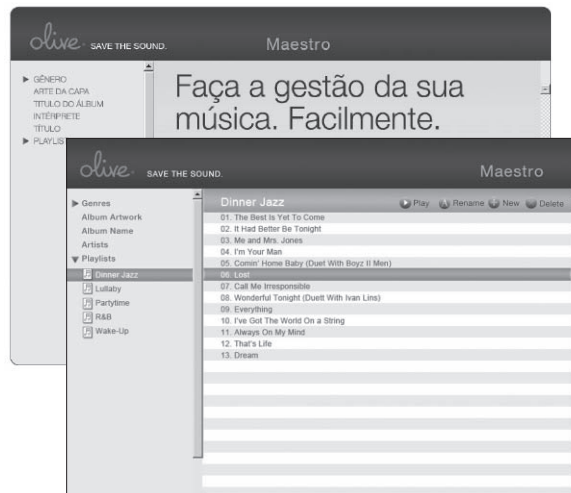 olive. SAVE THE SOUND. Maestro
GÊNERO
ARTE DA CAPA
TITULO DO ÁLBUM
INTÉRPRETE
TÍTULO
PLAYLIS
Faça a gestão da sua
música. Facilmente.
olive. SAVE THE SOUND. Maestro
Genres
Album Artwork
Album Name
Artists
Playlists
Dinner Jazz
Lullaby
Partytime
R&B
Wake-Up
Dinner Jazz Play Rename New Delete
01. The Best Is Yet To Come
02. It Had Better Be Tonight
03. Me and Mrs. Jones
04. I'm Your Man
05. Comin' Home Baby (Duet With Boyz II Men)
06. Lost
07. Call Me Irresponsible
08. Wonderful Tonight (Duett With Ivan Lins)
09. Everything
10. I've Got The World On a String
11. Always On My Mind
12. That's Life
13. Dream